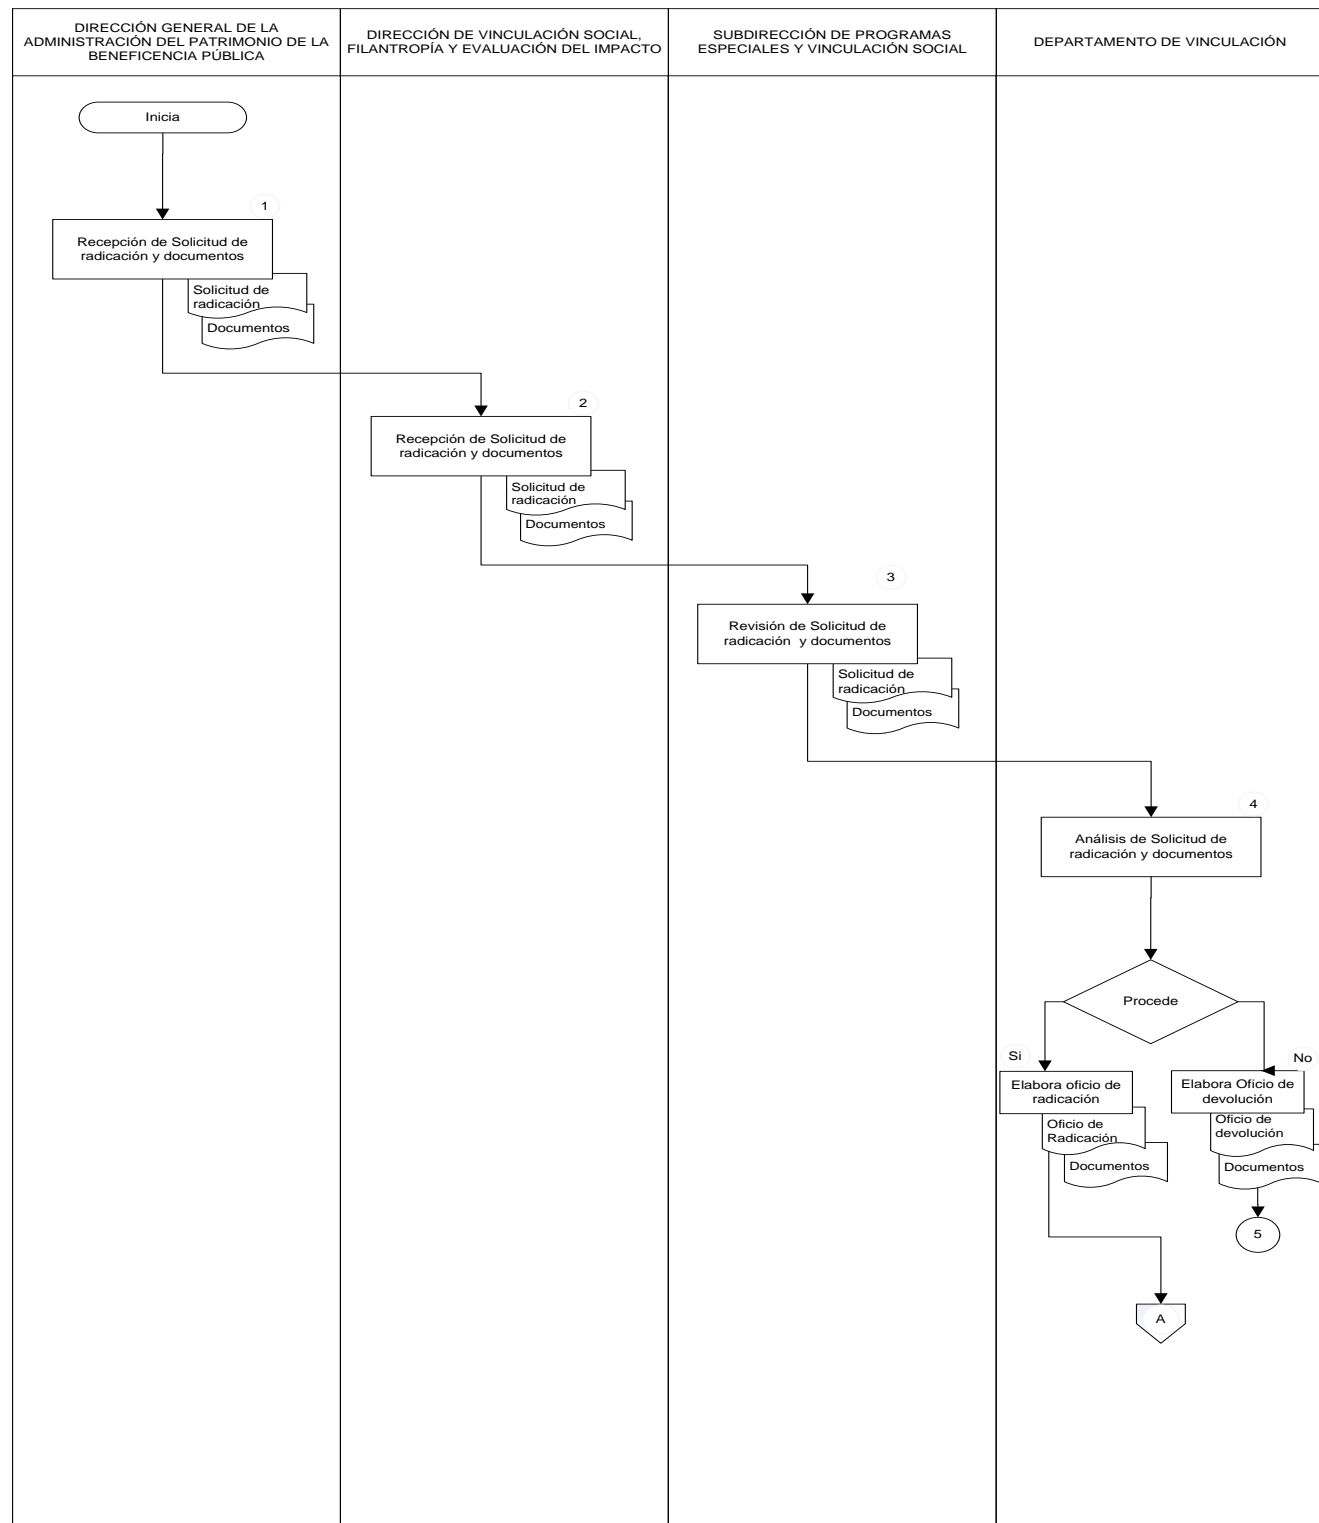 DIRECCIÓN GENERAL DE LA
ADMINISTRACIÓN DEL PATRIMONIO DE LA
BENEFICENCIA PÚBLICA
DIRECCIÓN DE VINCULACIÓN SOCIAL,
FILANTROPÍA Y EVALUACIÓN DEL IMPACTO
SUBDIRECCIÓN DE PROGRAMAS
ESPECIALES Y VINCULACIÓN SOCIAL
DEPARTAMENTO DE VINCULACIÓN
Inicia
1
Recepción de Solicitud de
radicación y documentos
Solicitud de
radicación
Documentos
2
Recepción de Solicitud de
radicación y documentos
Solicitud de
radicación
Documentos
3
Revisión de Solicitud de
radicación y documentos
Solicitud de
radicación
Documentos
4
Análisis de Solicitud de
radicación y documentos
Procede
Si
Elabora oficio de
radicación
Oficio de
Radicación
Documentos
No
Elabora Oficio de
devolución
Oficio de
devolución
Documentos
5
A